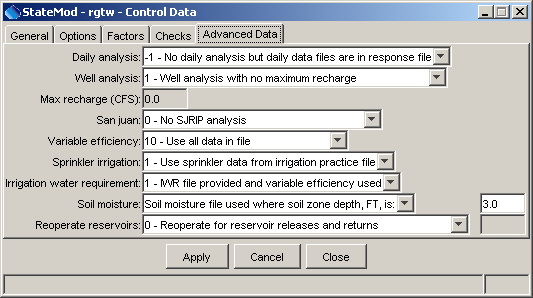 StateMod - rgtw - Control Data
General Options Factors Checks Advanced Data
Daily analysis: -1 - No daily analysis but daily data files are in response file
Well analysis: 1 - Well analysis with no maximum recharge
Max recharge (CFS): 0.0
San juan: 0 - No SJRIP analysis
Variable efficiency: 10 - Use all data in file
Sprinkler irrigation: 1 - Use sprinkler data from irrigation practice file
Irrigation water requirement: 1 - IWR file provided and variable efficiency used
Soil moisture: Soil moisture file used where soil zone depth, FT, is: 3.0
Reoperate reservoirs: 0 - Reoperate for reservoir releases and returns
Apply Cancel Close